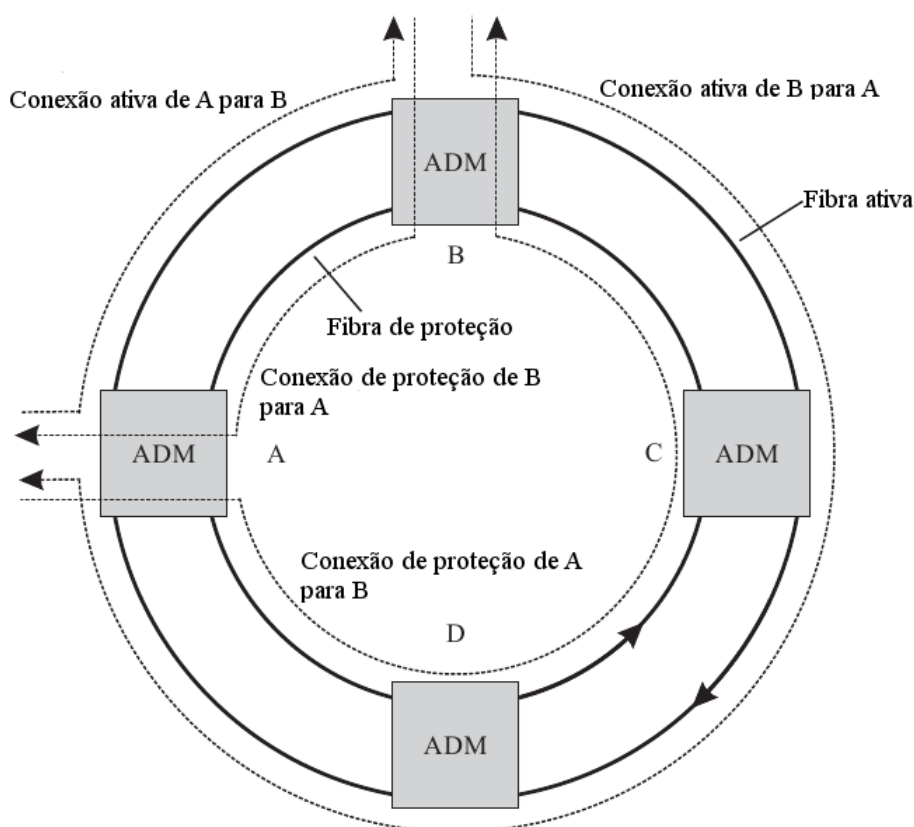 Conexão ativa de A para B
Conexão ativa de B para A
ADM
Fibra ativa
B
Fibra de proteção
Conexão de proteção de B
para A
ADM
A
C
ADM
Conexão de proteção de A
para B
D
ADM